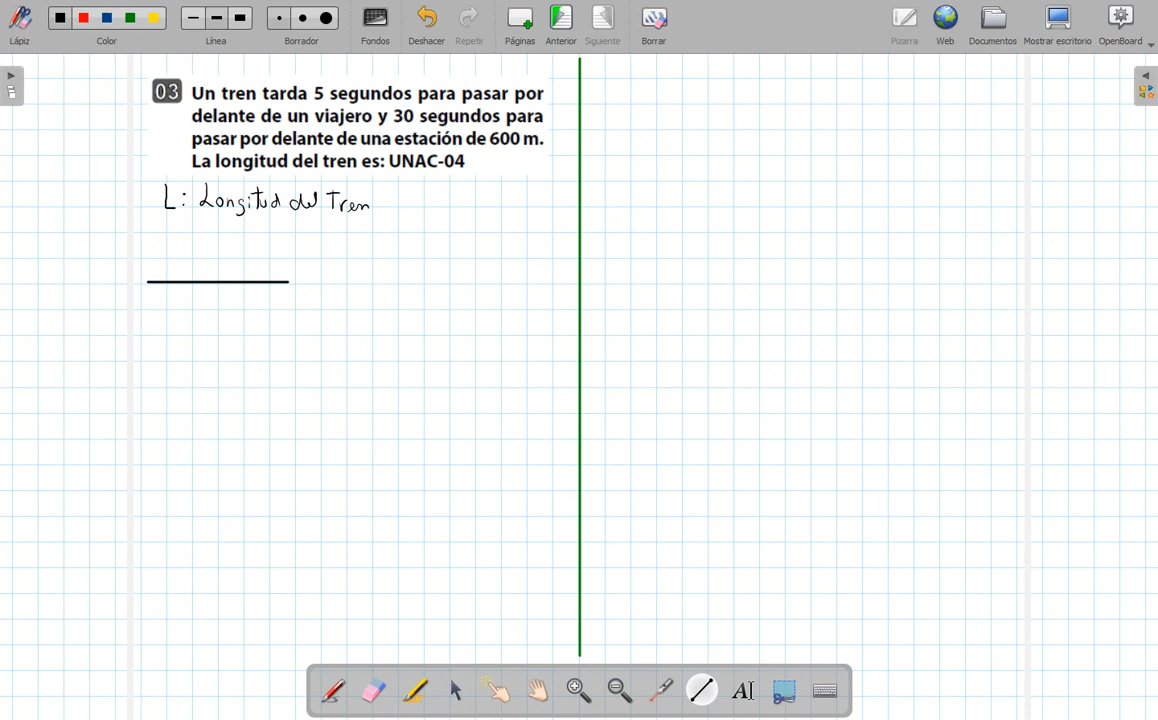 Lápiz
Color
Línea
Borrador
Fondos
Deshacer
Repetir
Páginas
Anterior
Siguiente
Borrar
Pizarra
Web
Documentos
Mostrar escritorio
OpenBoard
03 Un tren tarda 5 segundos para pasar por
delante de un viajero y 30 segundos para
pasar por delante de una estación de 600 m.
La longitud del tren es: UNAC-04
L: Longitud del Tren
AI